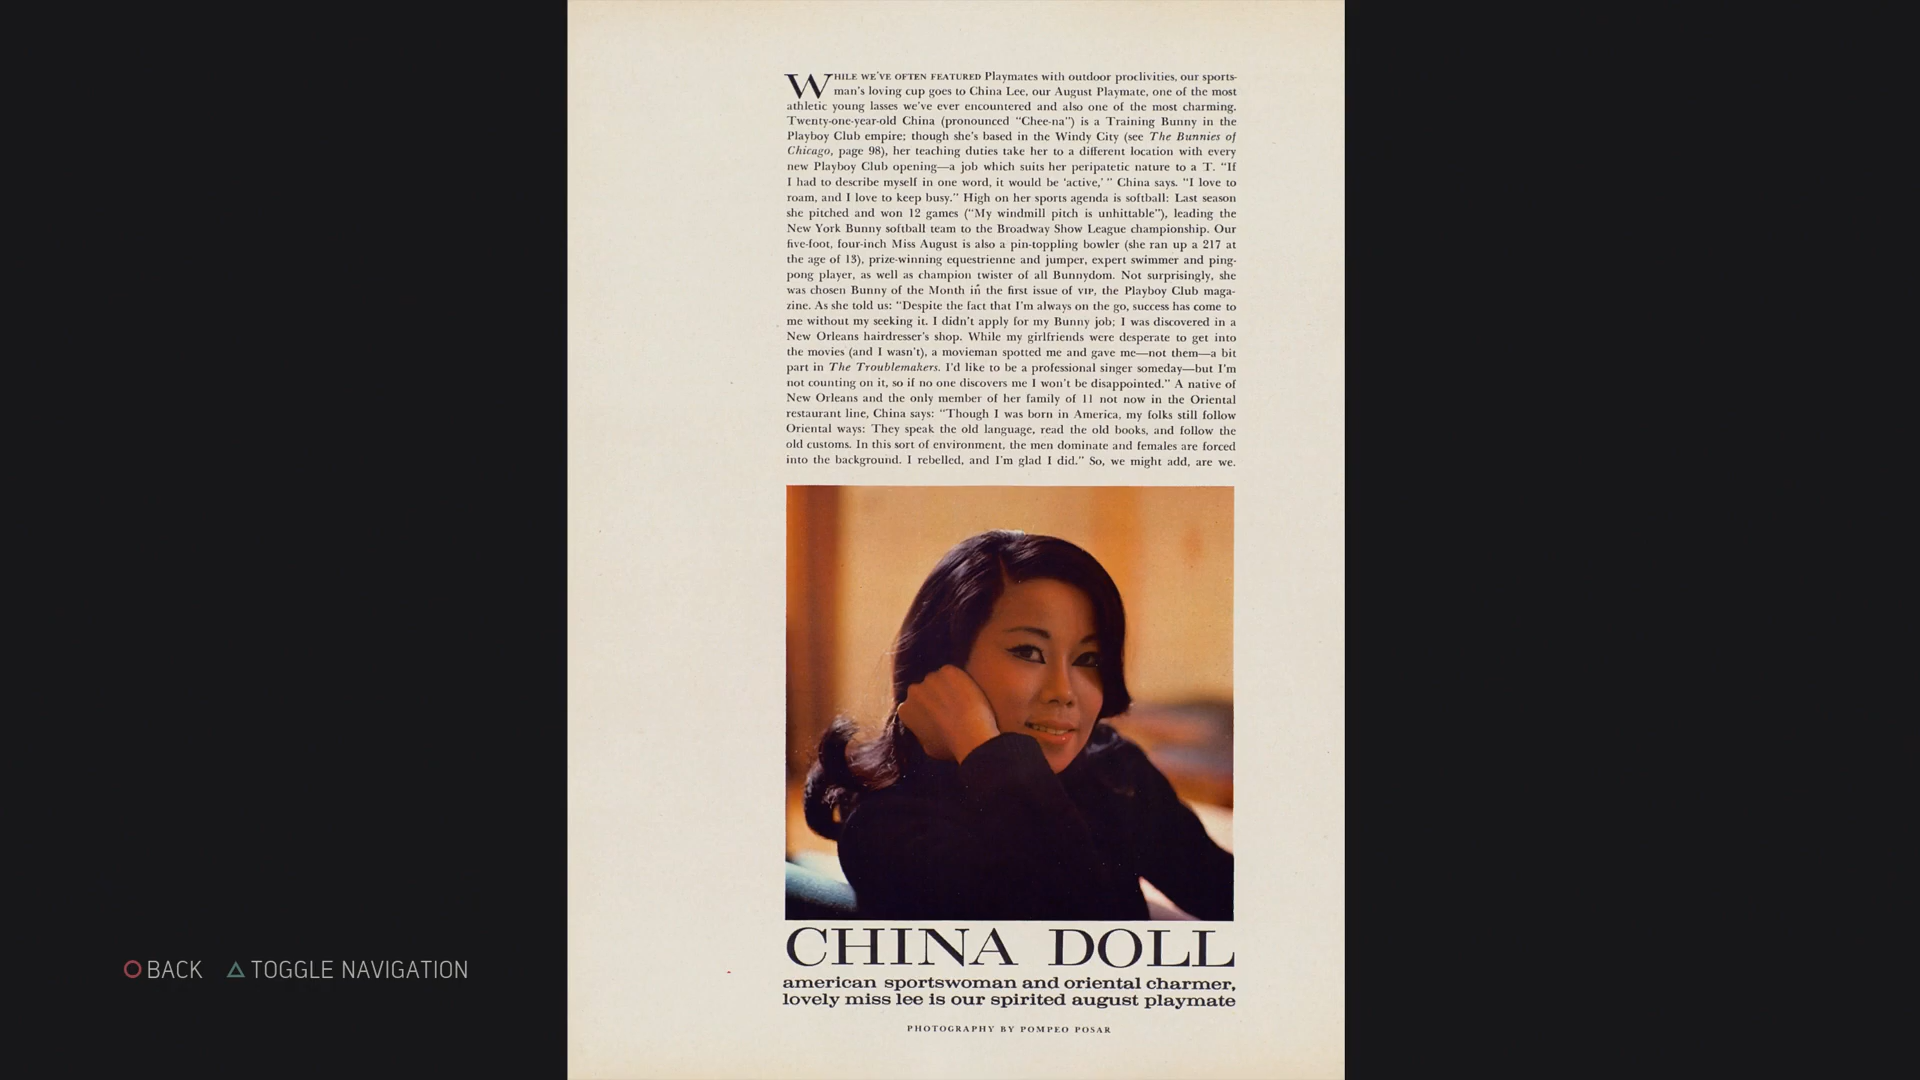 WHILE WE'VE OFTEN FEATURED Playmates with outdoor proclivities, our sports-
man's loving cup goes to China Lee, our August Playmate, one of the most
athletic young lasses we've ever encountered and also one of the most charming.
Twenty-one-year-old China (pronounced "Chee-na") is a Training Bunny in the
Playboy Club empire; though she's based in the Windy City (see The Bunnies of
Chicago, page 98), her teaching duties take her to a different location with every
new Playboy Club opening—a job which suits her peripatetic nature to a T. "If
I had to describe myself in one word, it would be 'active,' " China says. "I love to
roam, and I love to keep busy." High on her sports agenda is softball: Last season
she pitched and won 12 games ("My windmill pitch is unhittable"), leading the
New York Bunny softball team to the Broadway Show League championship. Our
five-foot, four-inch Miss August is also a pin-toppling bowler (she ran up a 217 at
the age of 13), prize-winning equestrienne and jumper, expert swimmer and ping-
pong player, as well as champion twister of all Bunnydom. Not surprisingly, she
was chosen Bunny of the Month in the first issue of VIP, the Playboy Club maga-
zine. As she told us: "Despite the fact that I'm always on the go, success has come to
me without my seeking it. I didn't apply for my Bunny job; I was discovered in a
New Orleans hairdresser's shop. While my girlfriends were desperate to get into
the movies (and I wasn't), a movieman spotted me and gave me—not them—a bit
part in The Troublemakers. I'd like to be a professional singer someday—but I'm
not counting on it, so if no one discovers me I won't be disappointed." A native of
New Orleans and the only member of her family of 11 not now in the Oriental
restaurant line, China says: "Though I was born in America, my folks still follow
Oriental ways: They speak the old language, read the old books, and follow the
old customs. In this sort of environment, the men dominate and females are forced
into the background. I rebelled, and I'm glad I did." So, we might add, are we.
CHINA DOLL
american sportswoman and oriental charmer,
lovely miss lee is our spirited august playmate
PHOTOGRAPHY BY POMPEO POSAR
BACK TOGGLE NAVIGATION